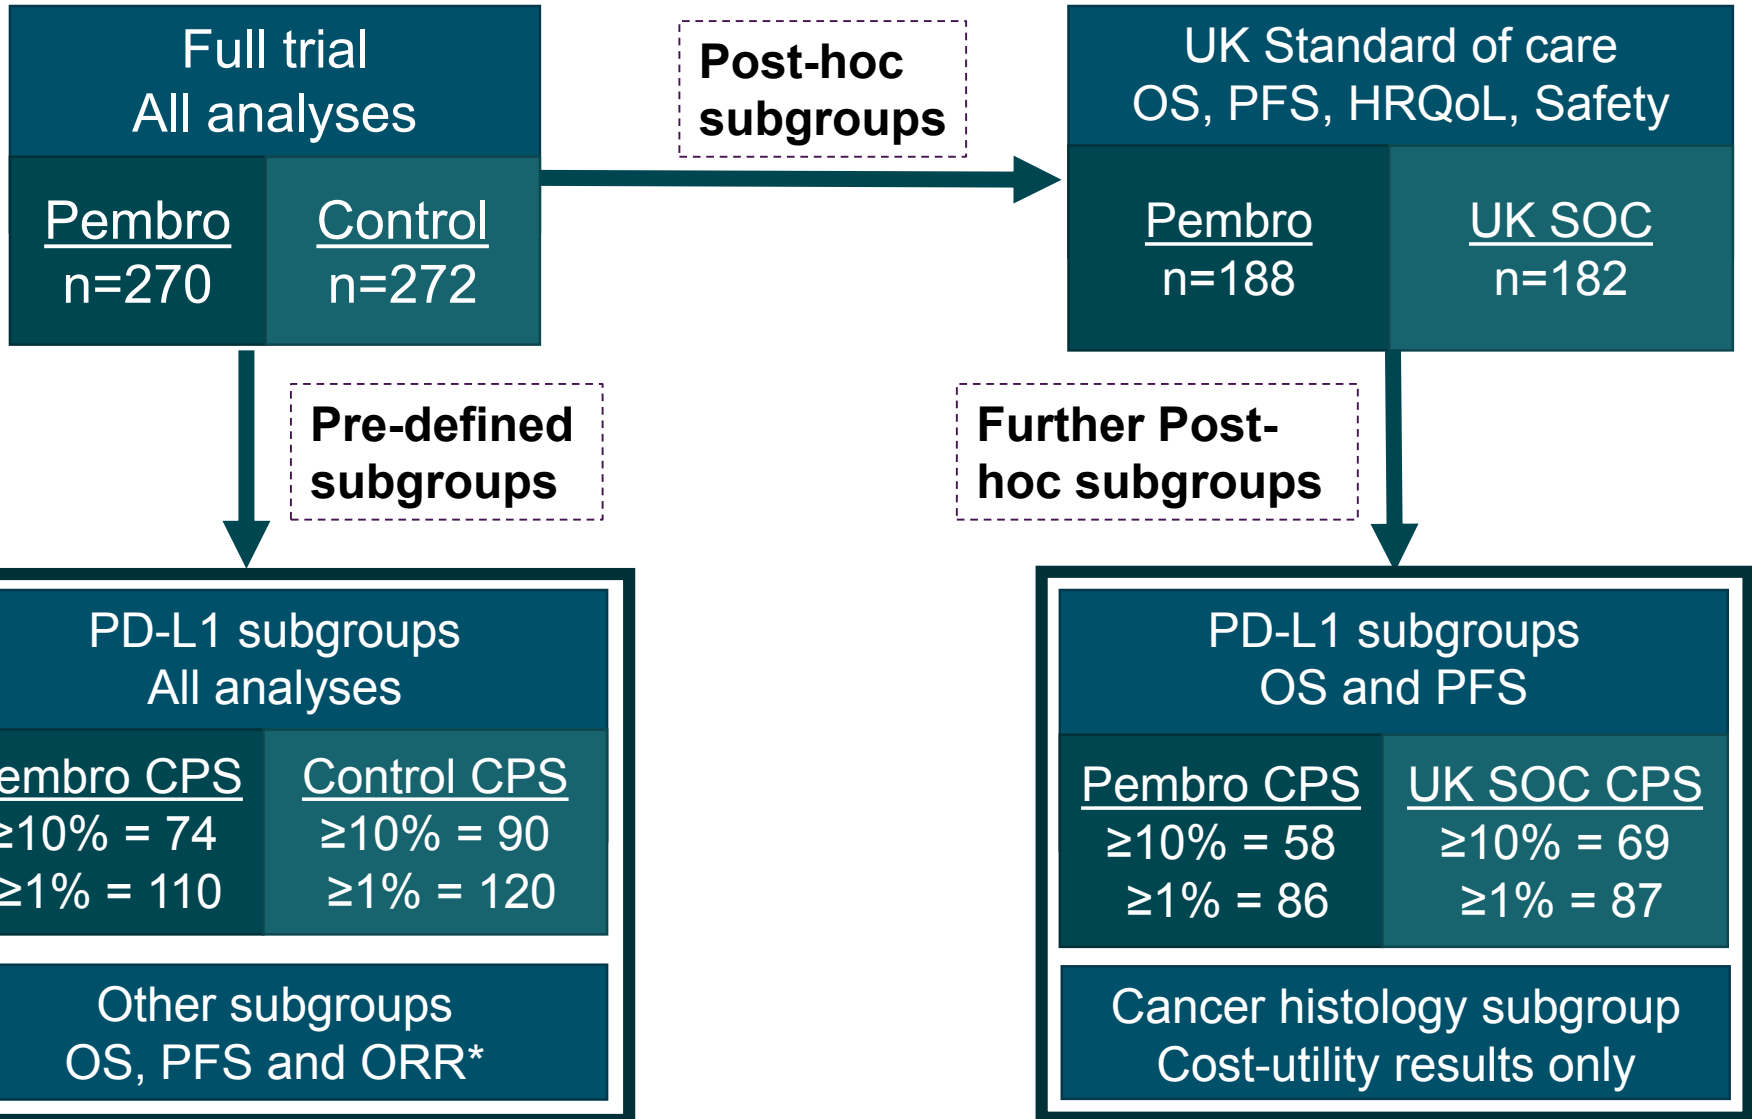 Full trial
All analyses
Pembro
n=270
Control
n=272
Post-hoc
subgroups
UK Standard of care
OS, PFS, HRQoL, Safety
Pembro
n=188
UK SOC
n=182
Pre-defined
subgroups
Further Post-
hoc subgroups
PD-L1 subgroups
All analyses
embro CPS
≥10% = 74
≥1% = 110
Control CPS
≥10% = 90
≥1% = 120
Other subgroups
OS, PFS and ORR*
PD-L1 subgroups
OS and PFS
Pembro CPS
≥10% = 58
≥1% = 86
UK SOC CPS
≥10% = 69
≥1% = 87
Cancer histology subgroup
Cost-utility results only